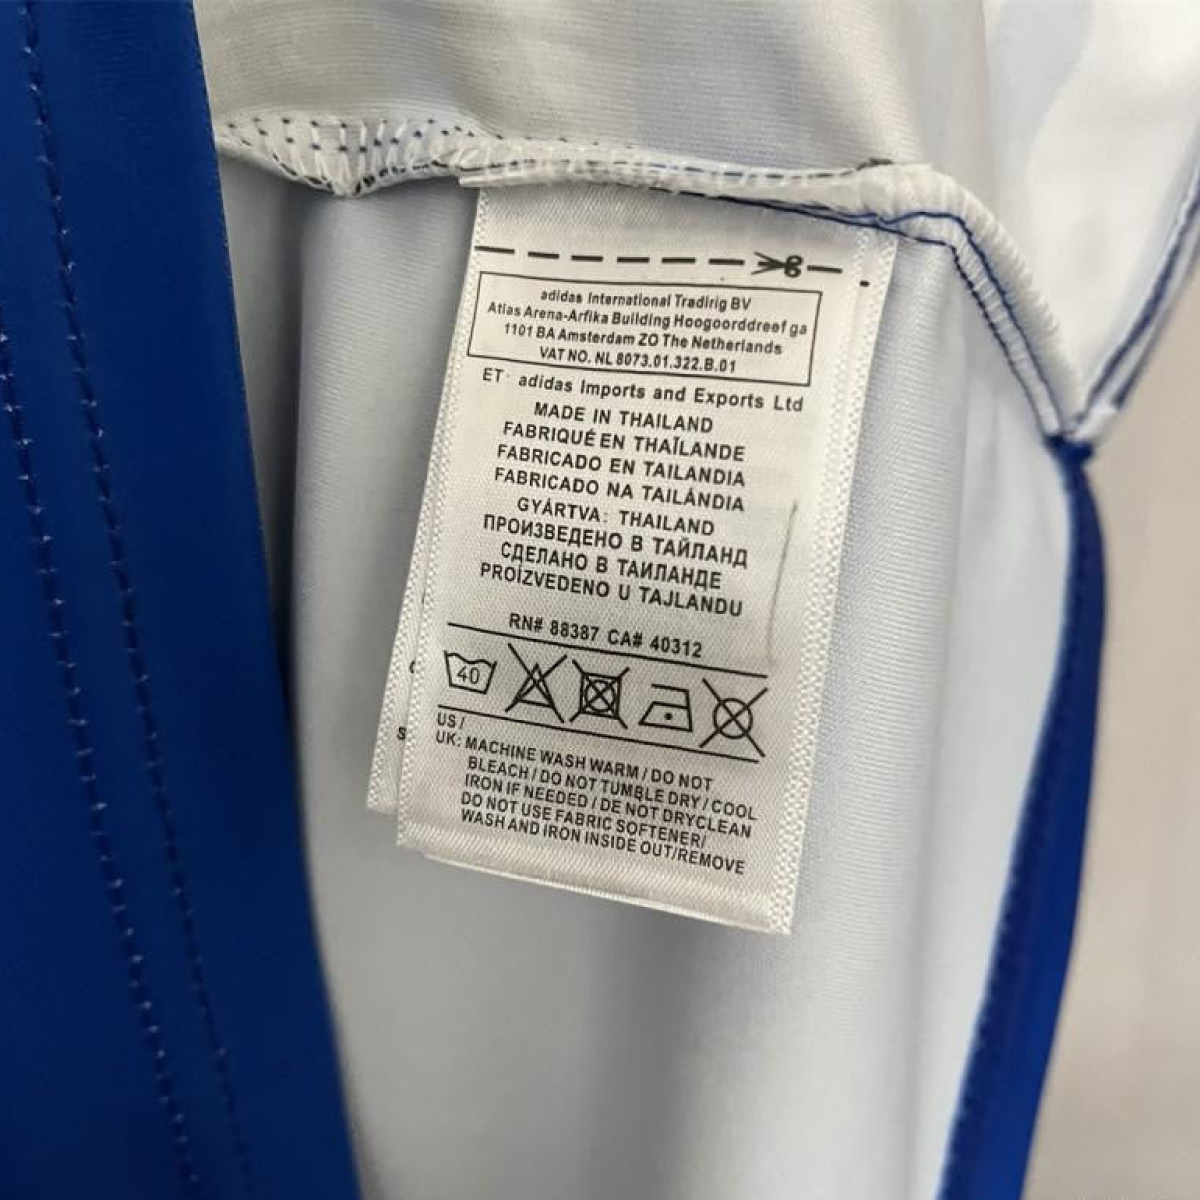 adidas International Tradirig BV
Atlas Arena-Arfika Building Hoogoorddreef ga
1101 BA Amsterdam ZO The Netherlands
VAT NO. NL 8073.01.322.B.01
ET: adidas Imports and Exports Ltd
MADE IN THAILAND
FABRIQUÉ EN THAÏLANDE
FABRICADO EN TAILANDIA
FABRICADO NA TAILÁNDIA
GYÁRTVA: THAILAND
ПРОИЗВЕДЕНО В ТАЙЛАНД
СДЕЛАНО В ТАИЛАНДЕ
PROÍZVEDENO U TAJLANDU
RN# 88387 CA# 40312
40
US /
UK: MACHINE WASH WARM / DO NOT
BLEACH / DO NOT TUMBLE DRY / COOL
IRON IF NEEDED / DE NOT DRYCLEAN
DO NOT USE FABRIC SOFTENER/
WASH AND IRON INSIDE OUT/REMOVE